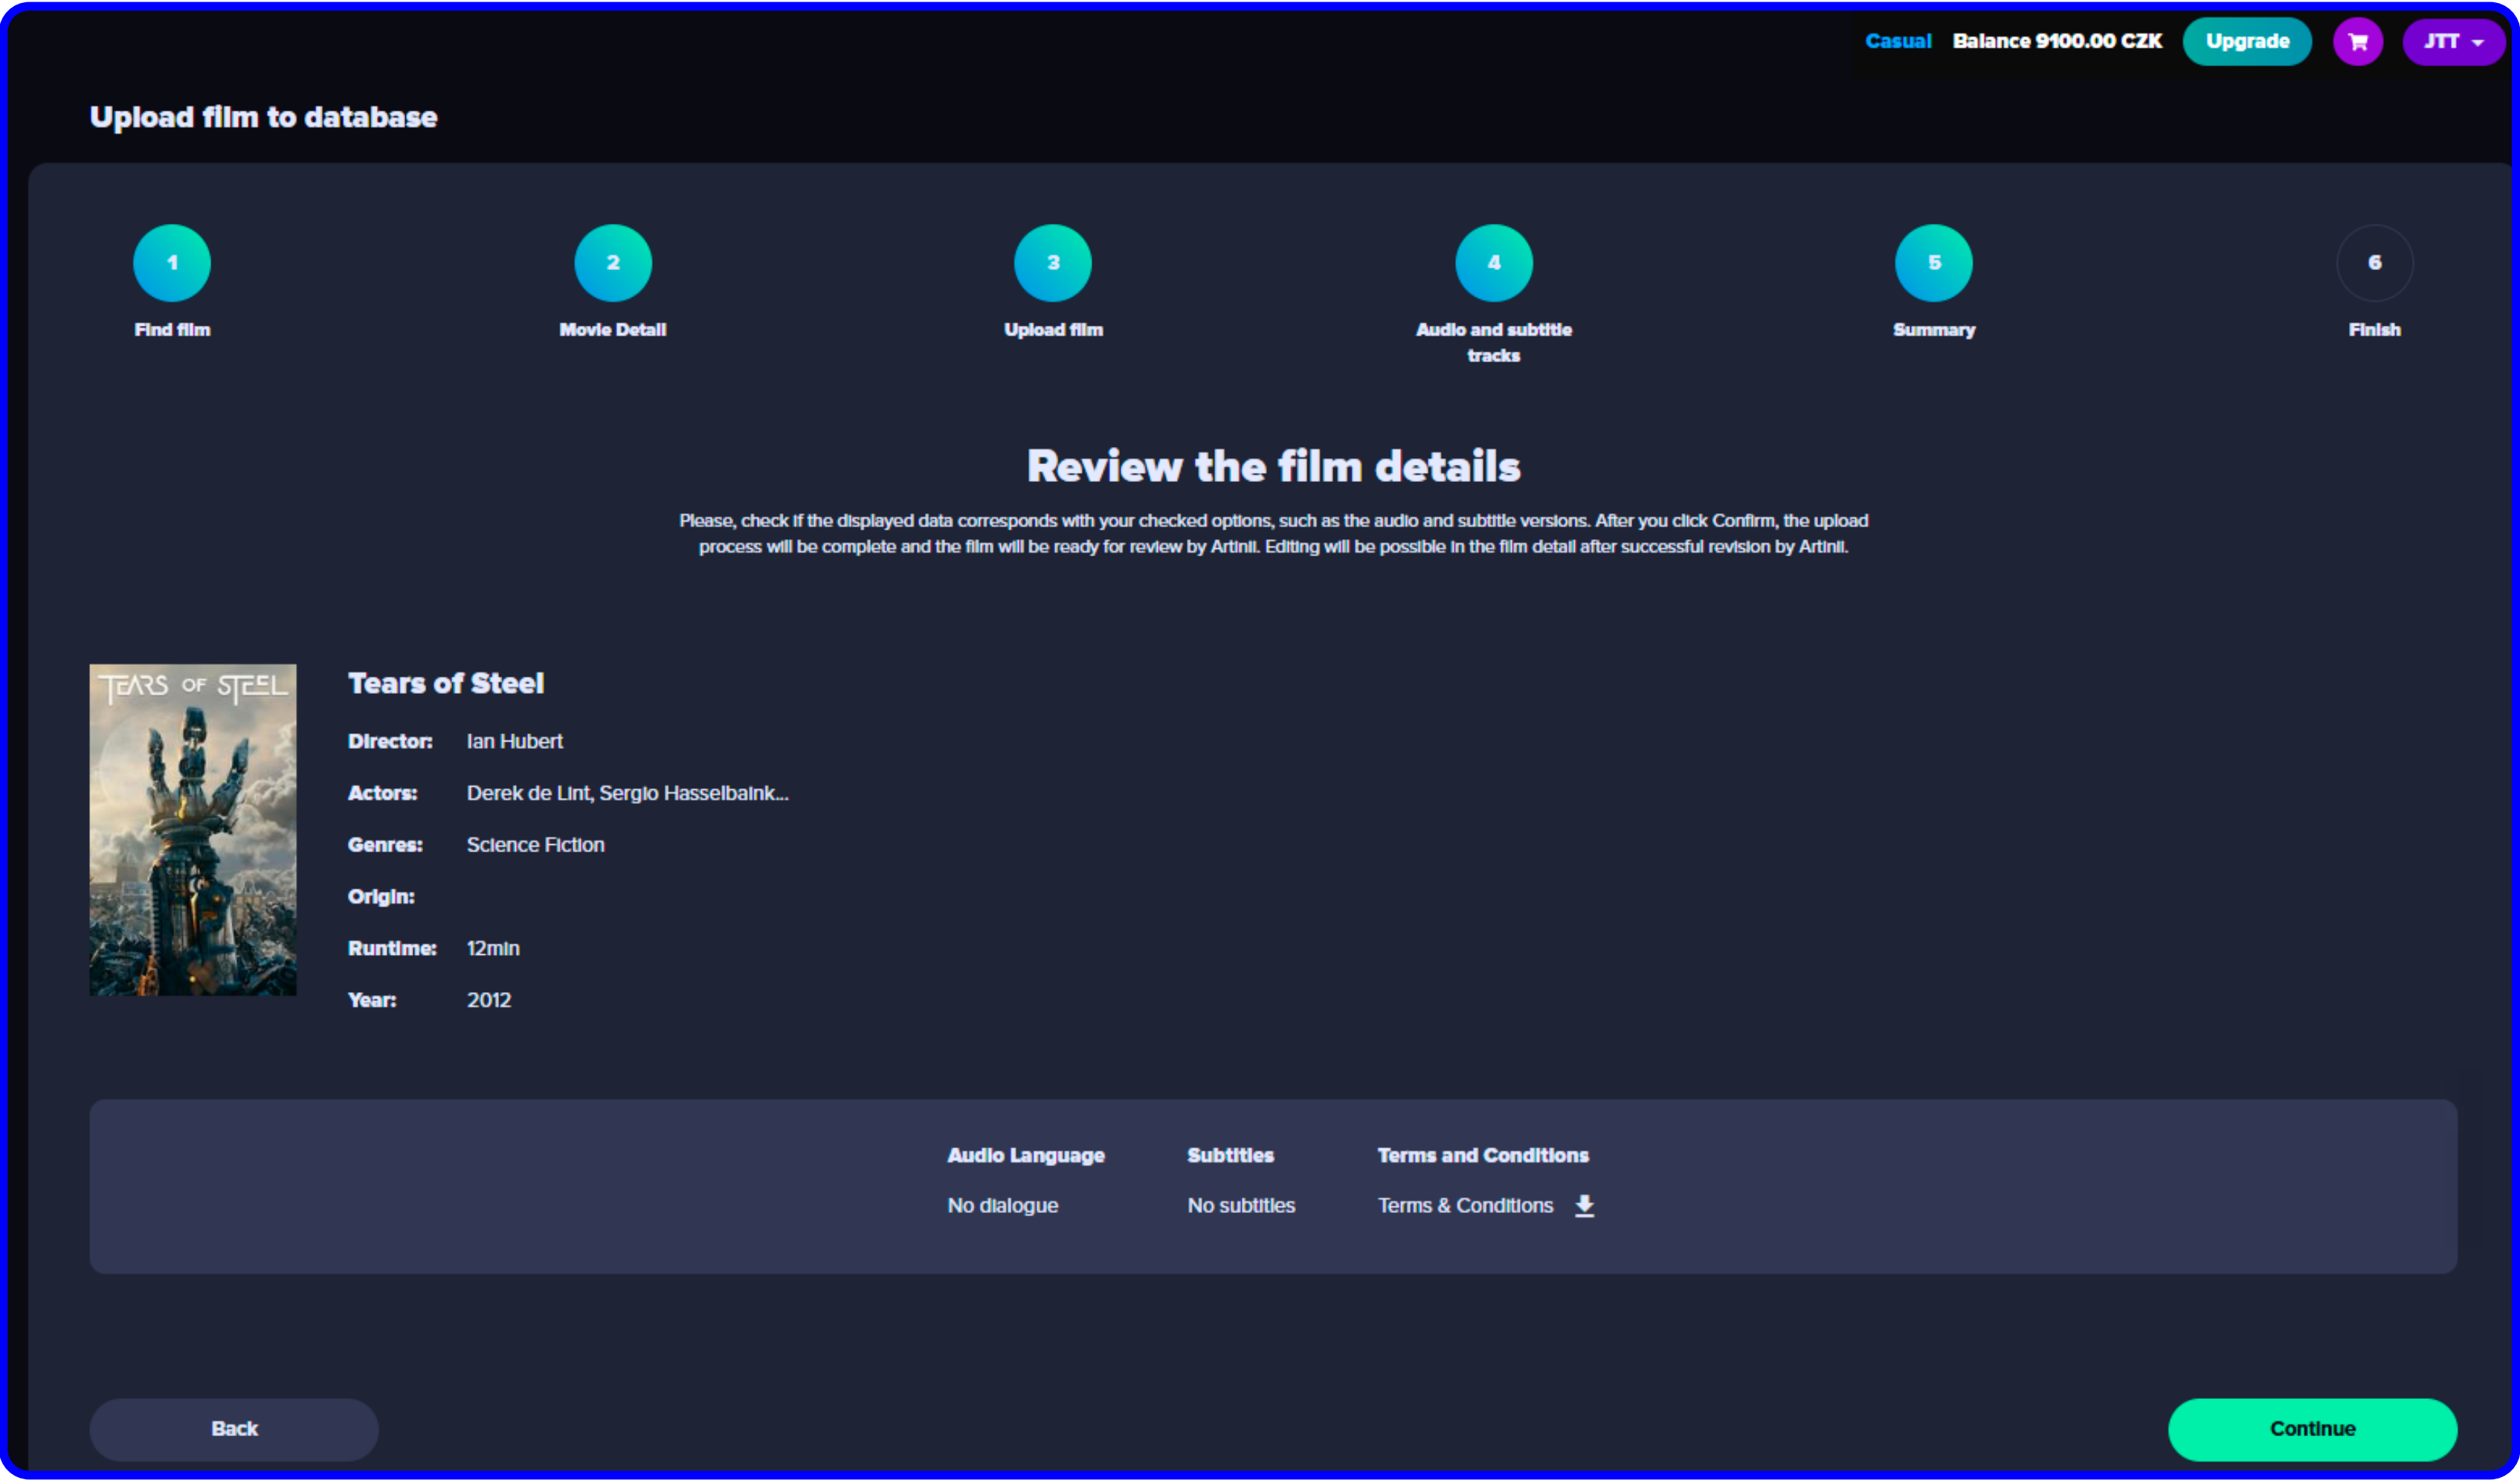 Casual Balance 9100.00 CZK Upgrade JTT
Upload film to database
1 2 3 4 5 6
Find film Movie Detail Upload film Audio and subtitle Summary Finish
tracks
Review the film details
Please, check if the displayed data corresponds with your checked options, such as the audio and subtitle versions. After you click Confirm, the upload
process will be complete and the film will be ready for review by Artinii. Editing will be possible in the film detail after successful revision by Artinii.
TEARS OF STEEL
Tears of Steel
Director: Ian Hubert
Actors: Derek de Lint, Sergio Hasselbaink...
Genres: Science Fiction
Origin:
Runtime: 12min
Year: 2012
Audio Language Subtitles Terms and Conditions
No dialogue No subtitles Terms & Conditions
Back Continue